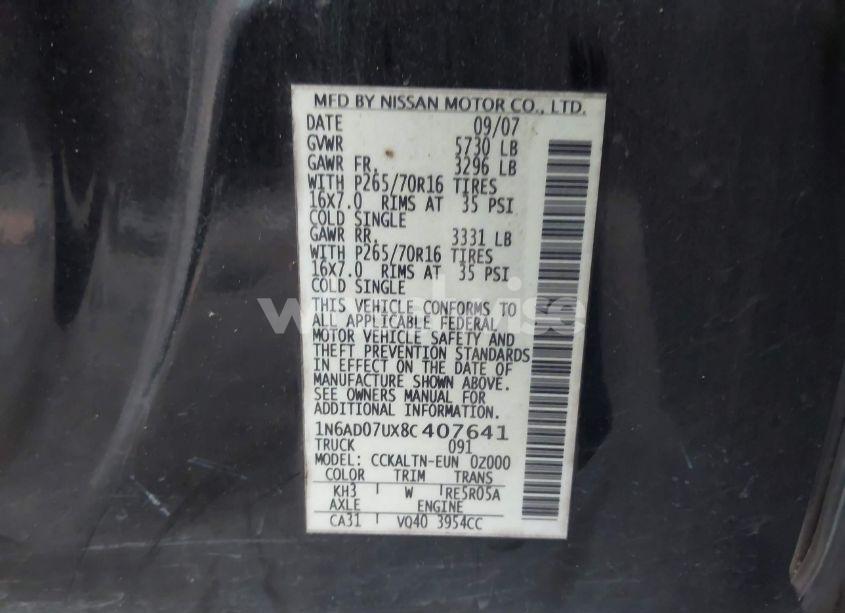 MFD BY NISSAN MOTOR CO., LTD.
DATE 09/07
GVWR 5730 LB
GAWR FR. 3296 LB
WITH P265/70R16 TIRES
16X7.0 RIMS AT 35 PSI
COLD SINGLE
GAWR RR. 3331 LB
WITH P265/70R16 TIRES
16X7.0 RIMS AT 35 PSI
COLD SINGLE
THIS VEHICLE CONFORMS TO
ALL APPLICABLE FEDERAL
MOTOR VEHICLE SAFETY AND
THEFT PREVENTION STANDARDS
IN EFFECT ON THE DATE OF
MANUFACTURE SHOWN ABOVE.
SEE OWNERS MANUAL FOR
ADDITIONAL INFORMATION.
1N6AD07UX8C407641
TRUCK 091
MODEL: CCKALTN-EUN 0Z000
COLOR TRIM TRANS
KH3 W RE5R05A
AXLE ENGINE
CA31 VQ40 3954CC